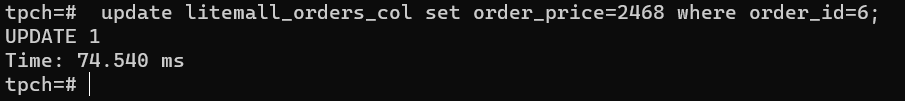 tpch=#  update litemall_orders_col set order_price=2468 where order_id=6;
UPDATE 1
Time: 74.540 ms
tpch=#